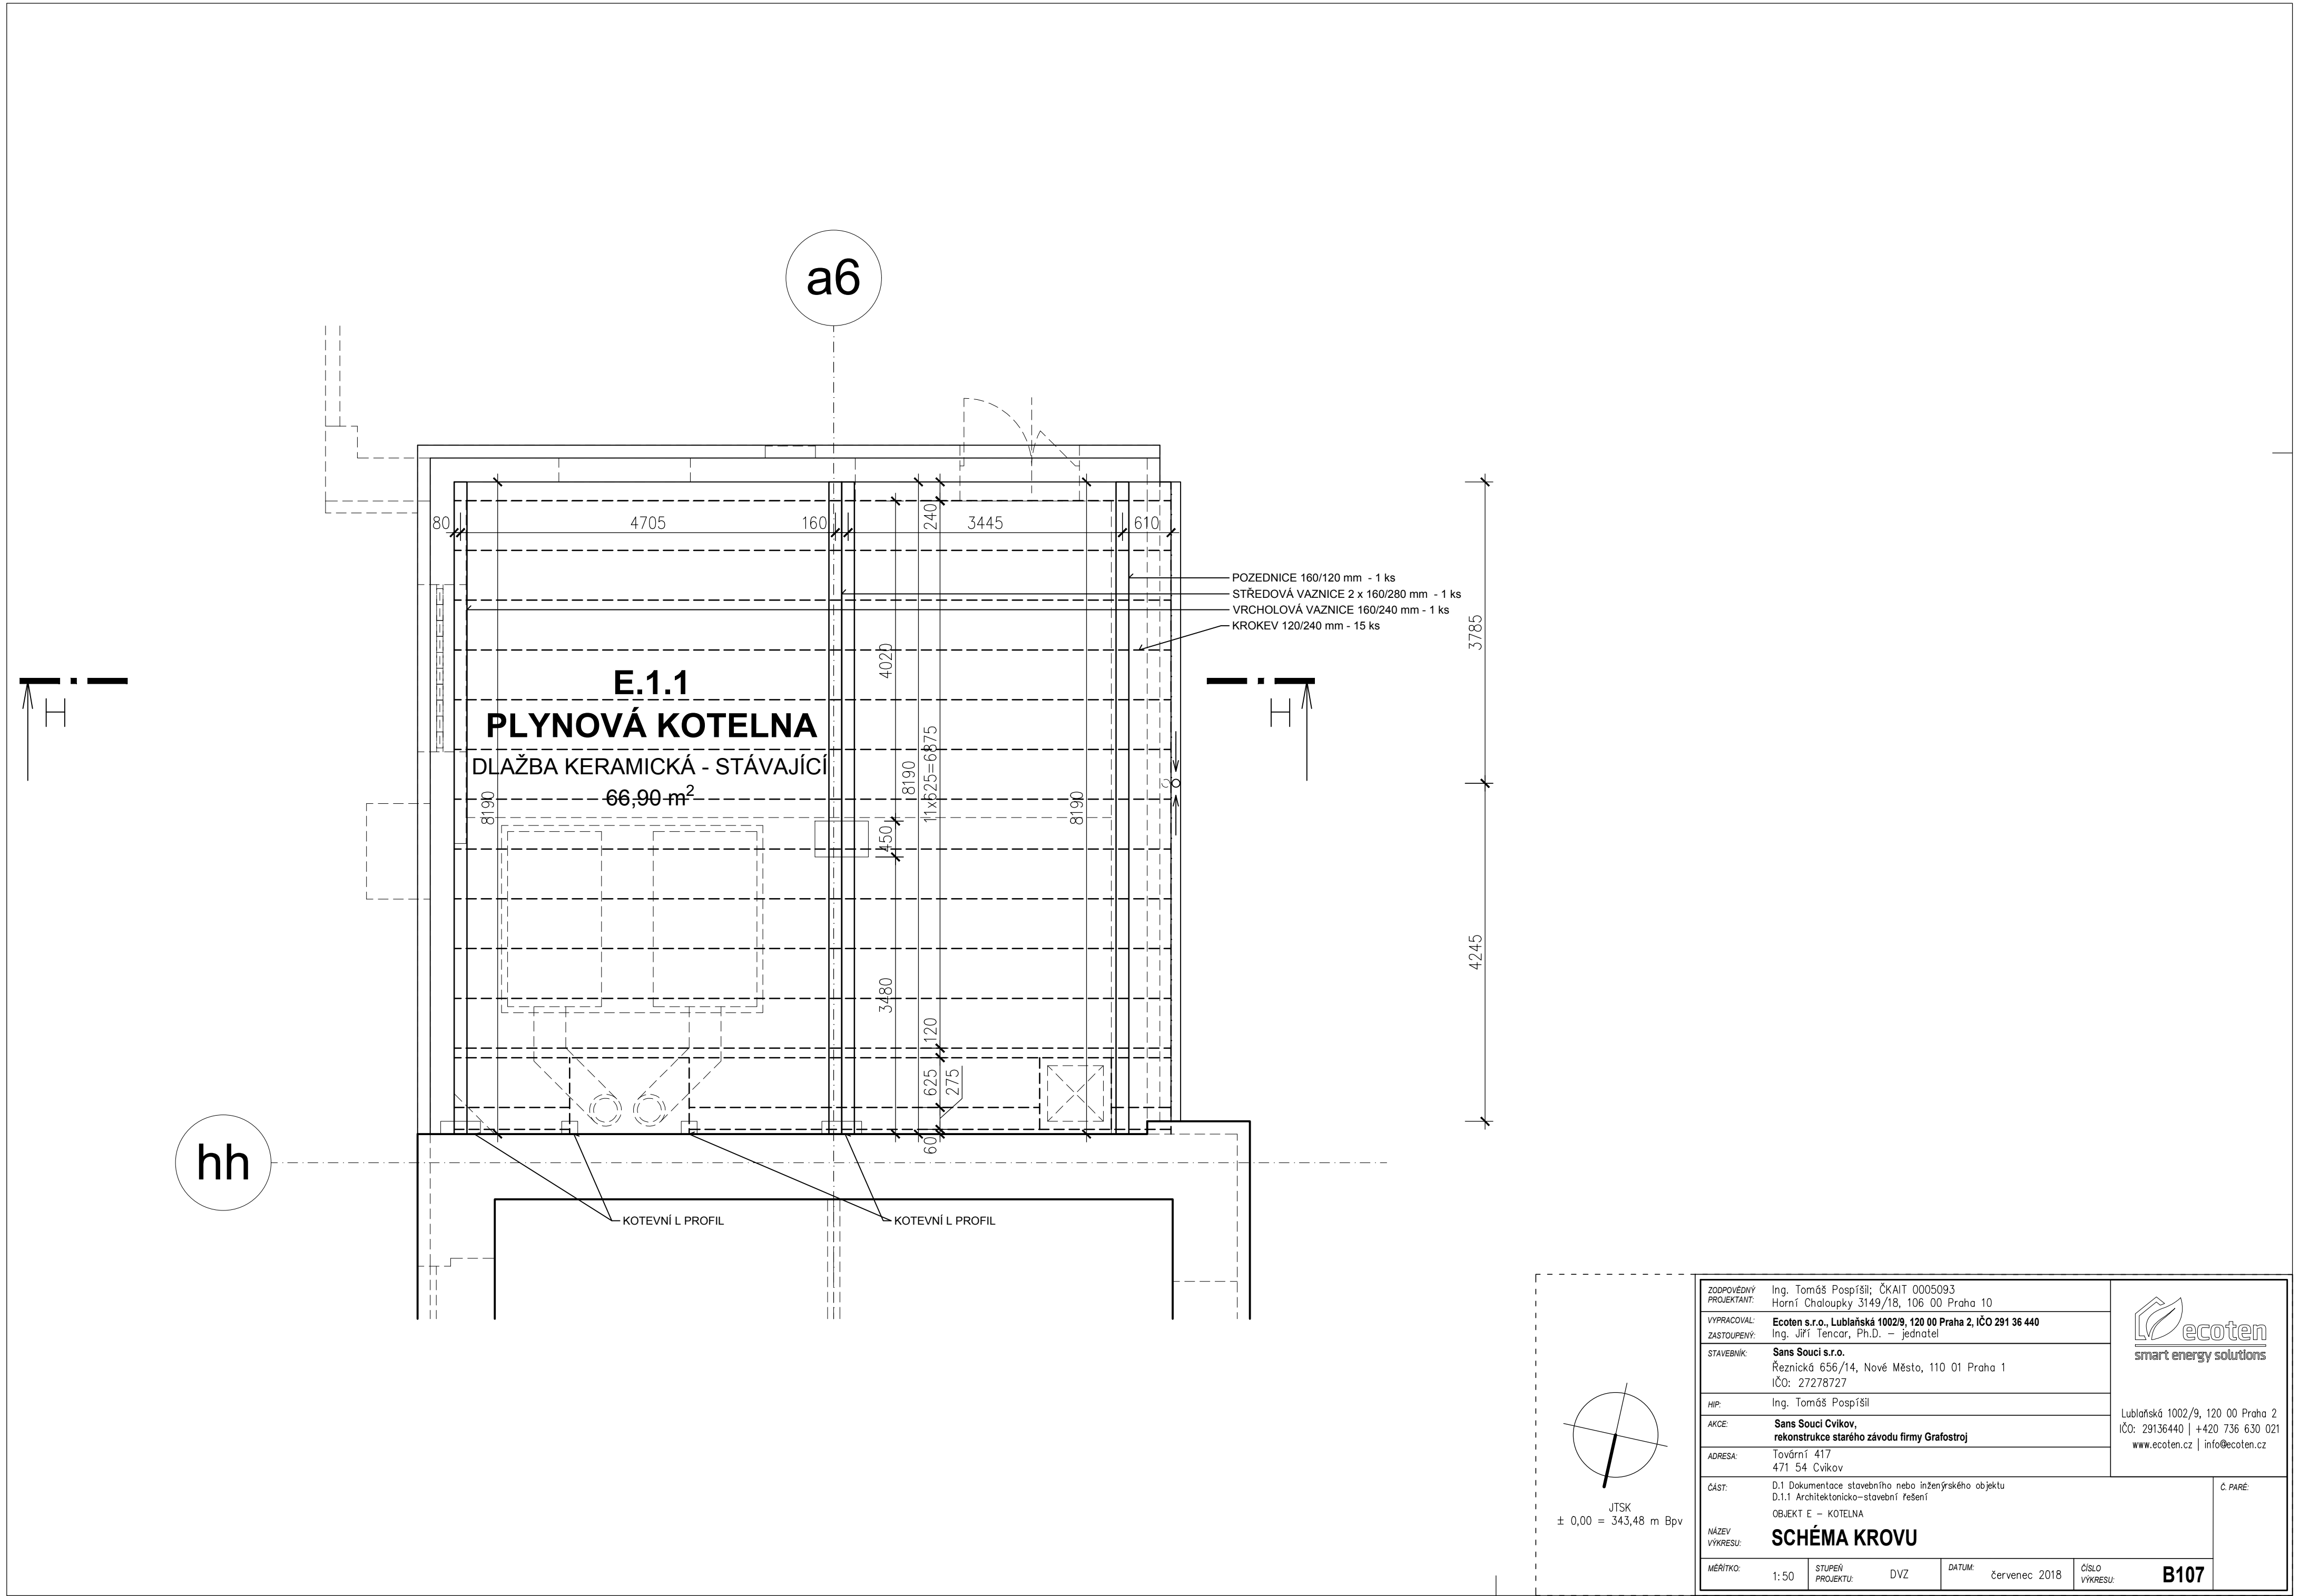 a6
80
4705
160
240
3445
610
POZEDNICE 160/120 mm - 1 ks
STŘEDOVÁ VAZNICE 2 x 160/280 mm - 1 ks
VRCHOLOVÁ VAZNICE 160/240 mm - 1 ks
KROKEV 120/240 mm - 15 ks
3785
4020
H
H
E.1.1
PLYNOVÁ KOTELNA
DLAŽBA KERAMICKÁ - STÁVAJÍCÍ
66,90 m²
8190
8190
11x625=6875
8190
450
4245
3480
120
625
275
60
hh
KOTEVNÍ L PROFIL
KOTEVNÍ L PROFIL
JTSK
± 0,00 = 343,48 m Bpv
ZODPOVĚDNÝ PROJEKTANT:
Ing. Tomáš Pospíšil; ČKAIT 0005093
Horní Chaloupky 3149/18, 106 00 Praha 10
VYPRACOVAL: Ecoten s.r.o., Lublaňská 1002/9, 120 00 Praha 2, IČO 291 36 440
ZASTOUPENÝ: Ing. Jiří Tencar, Ph.D. – jednatel
STAVEBNÍK: Sans Souci s.r.o.
Řeznická 656/14, Nové Město, 110 01 Praha 1
IČO: 27278727
HIP: Ing. Tomáš Pospíšil
AKCE: Sans Souci Cvikov,
rekonstrukce starého závodu firmy Grafostroj
ADRESA: Tovární 417
471 54 Cvikov
ecoten
smart energy solutions
Lublaňská 1002/9, 120 00 Praha 2
IČO: 29136440 | +420 736 630 021
www.ecoten.cz | info@ecoten.cz
ČÁST: D.1 Dokumentace stavebního nebo inženýrského objektu
D.1.1 Architektonicko-stavební řešení
OBJEKT E – KOTELNA
Č. PARÉ:
NÁZEV VÝKRESU: SCHÉMA KROVU
MĚŘÍTKO: 1:50
STUPEŇ PROJEKTU: DVZ
DATUM: červenec 2018
ČÍSLO VÝKRESU: B107